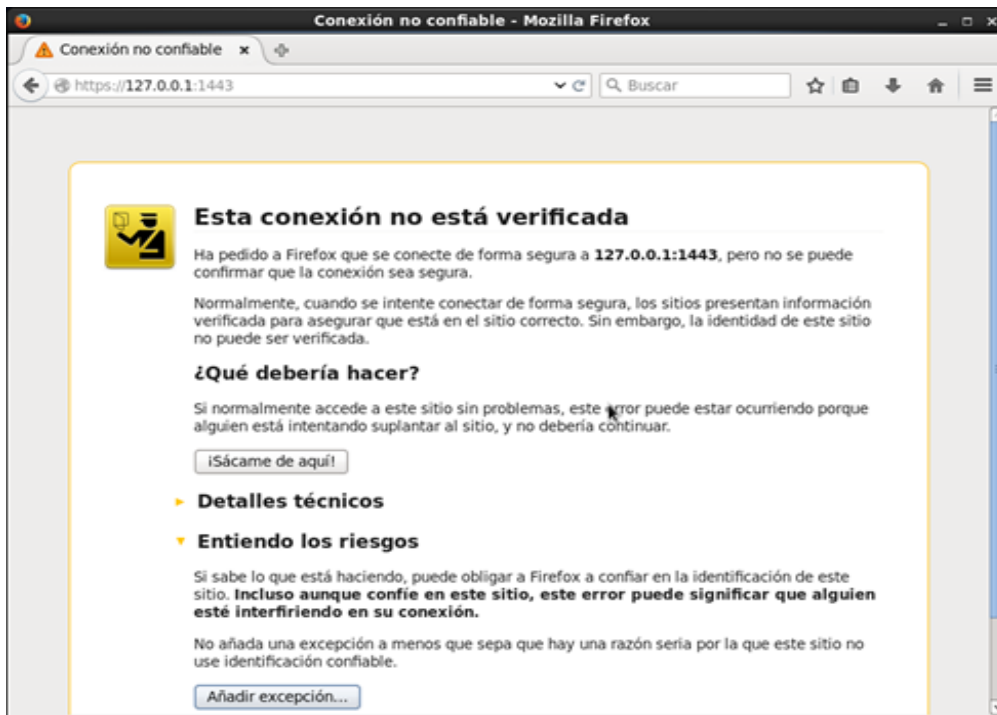 Conexión no confiable - Mozilla Firefox
Conexión no confiable
https://127.0.0.1:1443
Buscar
Esta conexión no está verificada
Ha pedido a Firefox que se conecte de forma segura a 127.0.0.1:1443, pero no se puede
confirmar que la conexión sea segura.
Normalmente, cuando se intente conectar de forma segura, los sitios presentan información
verificada para asegurar que está en el sitio correcto. Sin embargo, la identidad de este sitio
no puede ser verificada.
¿Qué debería hacer?
Si normalmente accede a este sitio sin problemas, este error puede estar ocurriendo porque
alguien está intentando suplantar al sitio, y no debería continuar.
¡Sácame de aquí!
Detalles técnicos
Entiendo los riesgos
Si sabe lo que está haciendo, puede obligar a Firefox a confiar en la identificación de este
sitio. Incluso aunque confíe en este sitio, este error puede significar que alguien
esté interfiriendo en su conexión.
No añada una excepción a menos que sepa que hay una razón seria por la que este sitio no
use identificación confiable.
Añadir excepción...